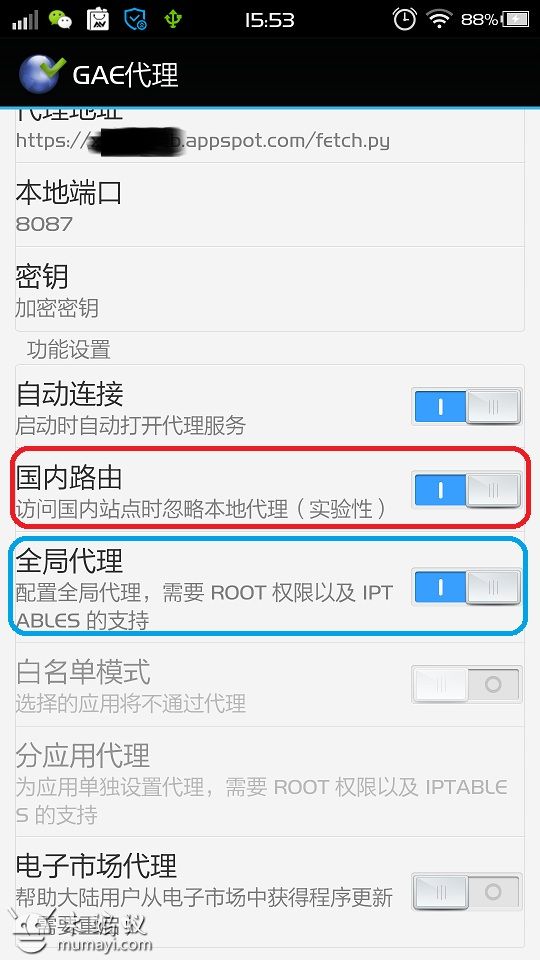 15:53
88%
GAE代理
代理地址
https://
b.appspot.com/fetch.py
本地端口
8087
密钥
加密密钥
功能设置
自动连接
启动时自动打开代理服务
国内路由
访问国内站点时忽略本地代理（实验性）
全局代理
配置全局代理，需要 ROOT 权限以及 IPT
ABLES 的支持
白名单模式
选择的应用将不通过代理
分应用代理
为应用单独设置代理，需要 ROOT 权限以及 IPTABLE
S 的支持
电子市场代理
帮助大陆用户从电子市场中获得程序更新
需要重
木蚂蚁
mumayi.com